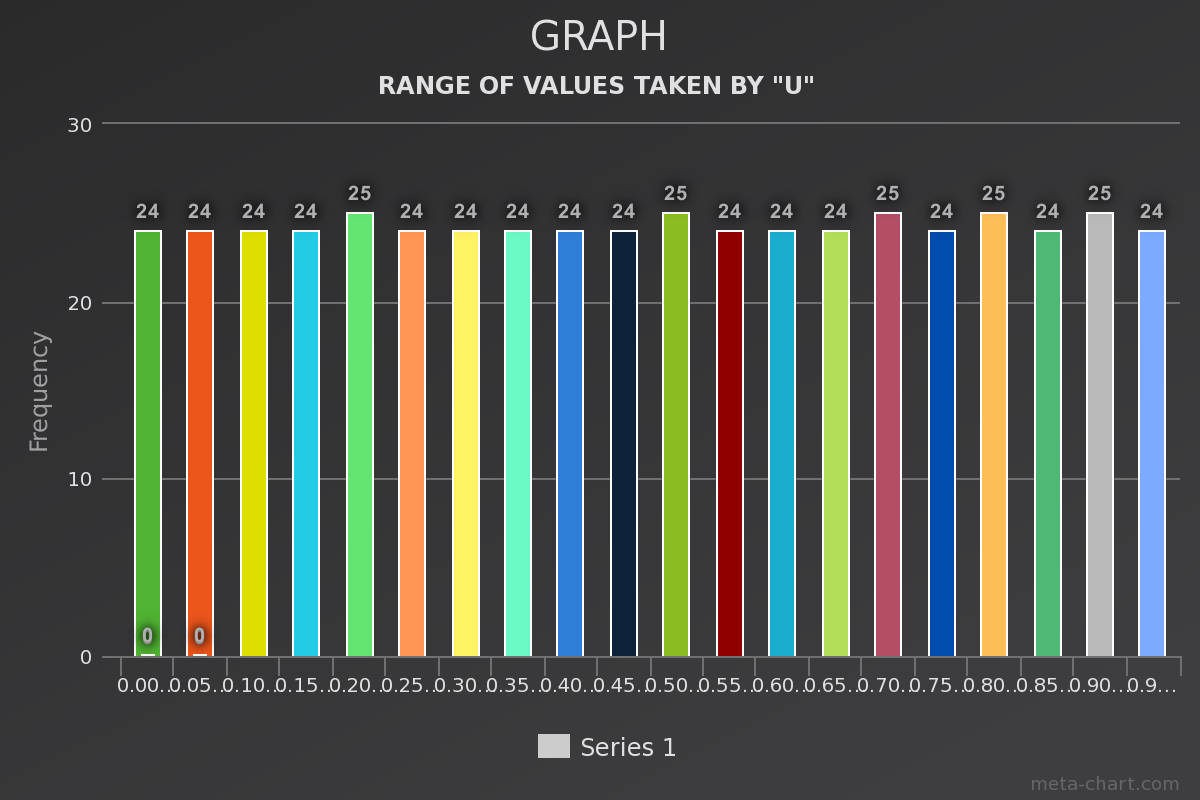 GRAPH
RANGE OF VALUES TAKEN BY "U"
30
25 25 25 25 25
24 24 24 24 24 24 24 24 24 24 24 24 24 24 24
20
Frequency
10
0 0
0
0.00... 0.05... 0.10... 0.15... 0.20... 0.25... 0.30... 0.35... 0.40... 0.45... 0.50... 0.55... 0.60... 0.65... 0.70... 0.75... 0.80... 0.85... 0.90... 0.9...
Series 1
meta-chart.com